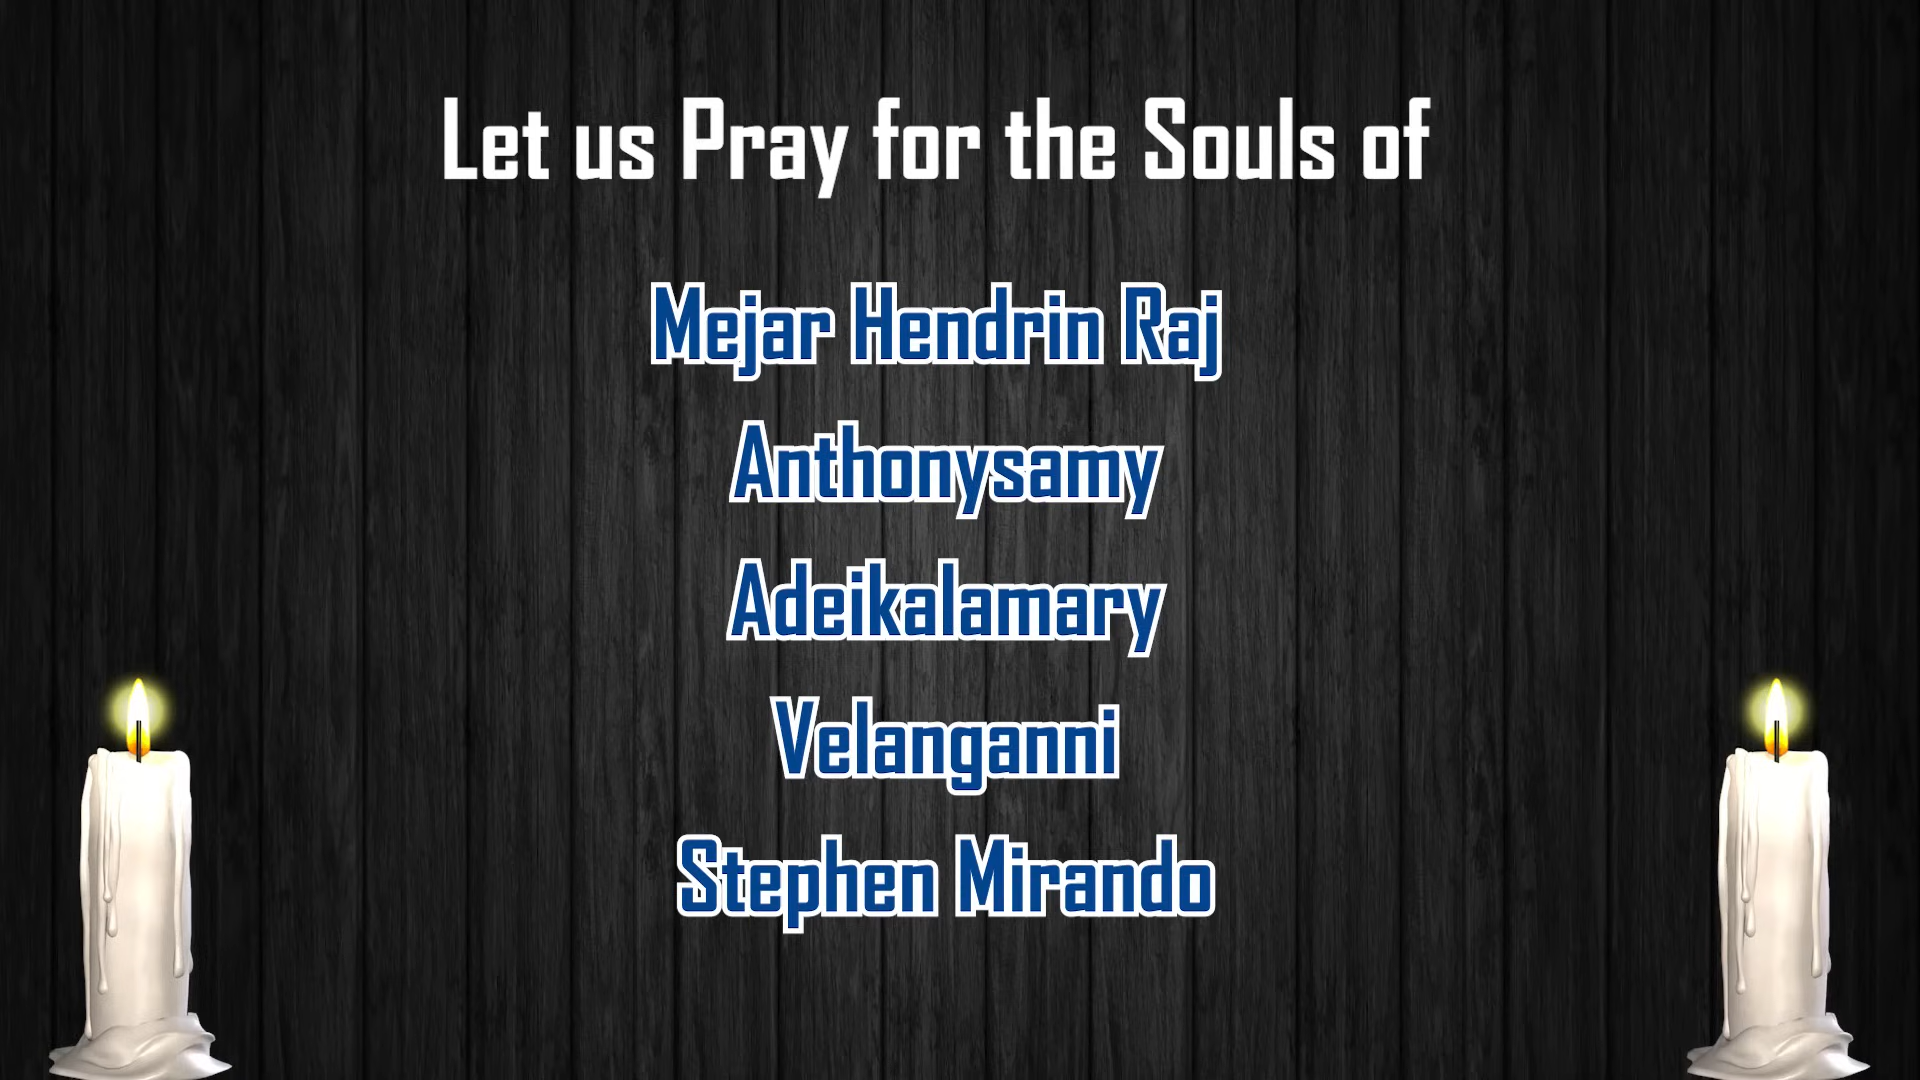 Let us Pray for the Souls of
Mejar Hendrin Raj
Anthonysamy
Adeikalamary
Velanganni
Stephen Mirando